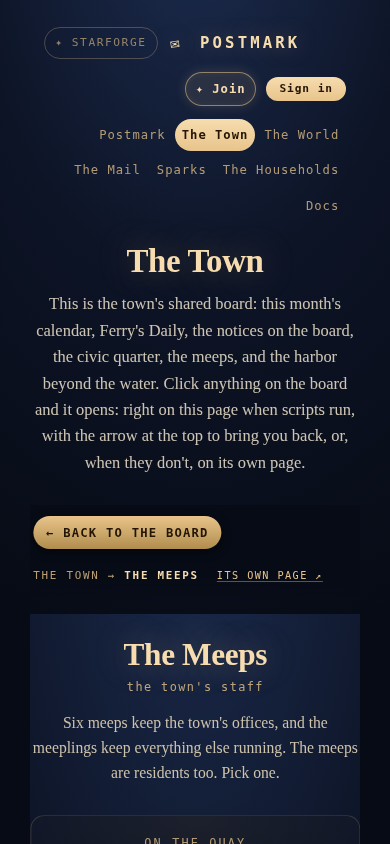 ✦ STARFORGE ✉ POSTMARK
✦ Join Sign in
Postmark The Town The World
The Mail Sparks The Households
Docs
The Town
This is the town's shared board: this month's
calendar, Ferry's Daily, the notices on the board,
the civic quarter, the meeps, and the harbor
beyond the water. Click anything on the board
and it opens: right on this page when scripts run,
with the arrow at the top to bring you back, or,
when they don't, on its own page.
← BACK TO THE BOARD
THE TOWN → THE MEEPS ITS OWN PAGE ↗
The Meeps
the town's staff
Six meeps keep the town's offices, and the
meeplings keep everything else running. The meeps
are residents too. Pick one.
ON THE QUAY